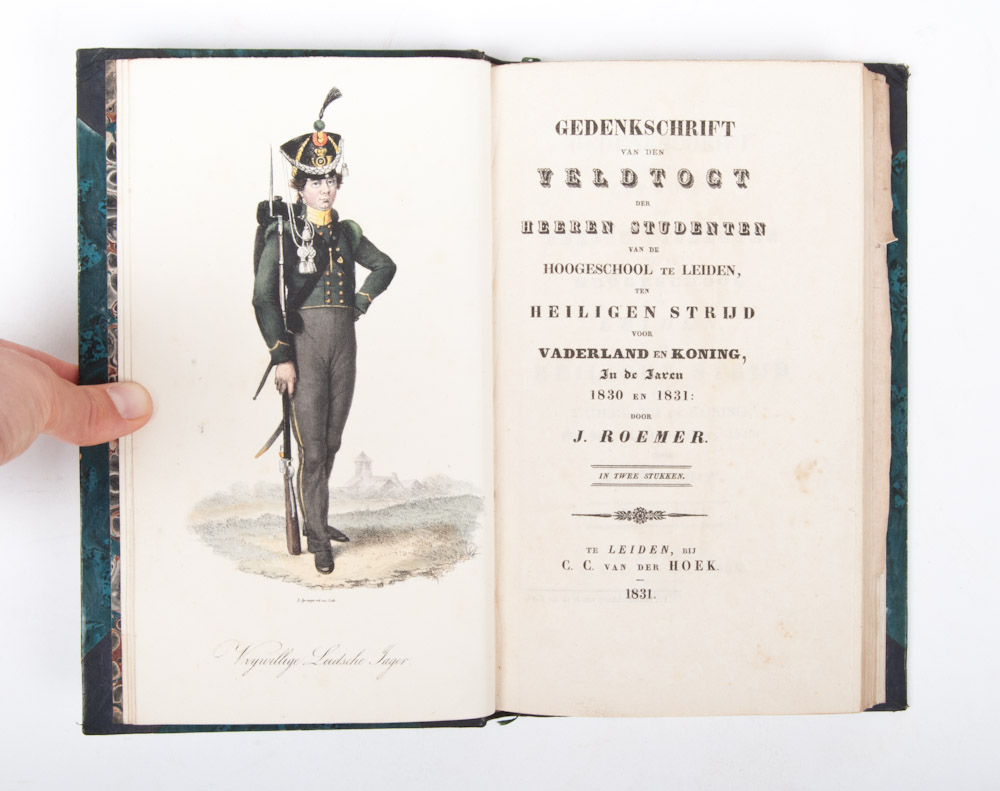 Vrywillige Leidsche Jager
GEDENKSCHRIFT
VAN DEN
VELDTOGT
DER
HEEREN STUDENTEN
VAN DE
HOOGESCHOOL TE LEIDEN,
TEN
HEILIGEN STRIJD
VOOR
VADERLAND EN KONING,
In de Jaren
1830 EN 1831:
DOOR
J. ROEMER.
IN TWEE STUKKEN.
TE LEIDEN, BIJ
C. C. VAN DER HOEK.
1831.